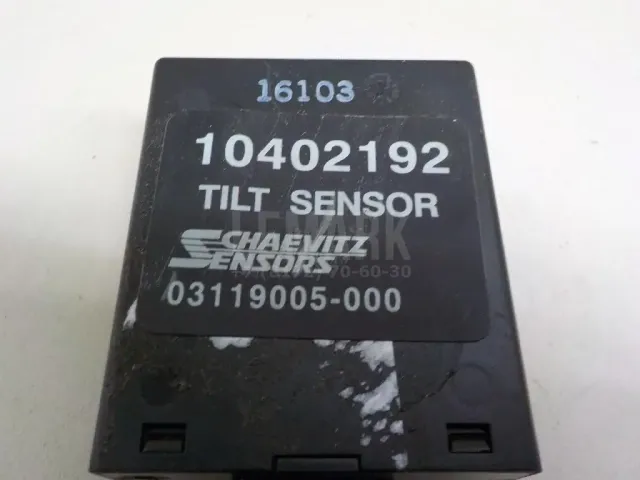 16103
10402192
TILT SENSOR
SCHAEVITZ
SENSORS
03119005-000